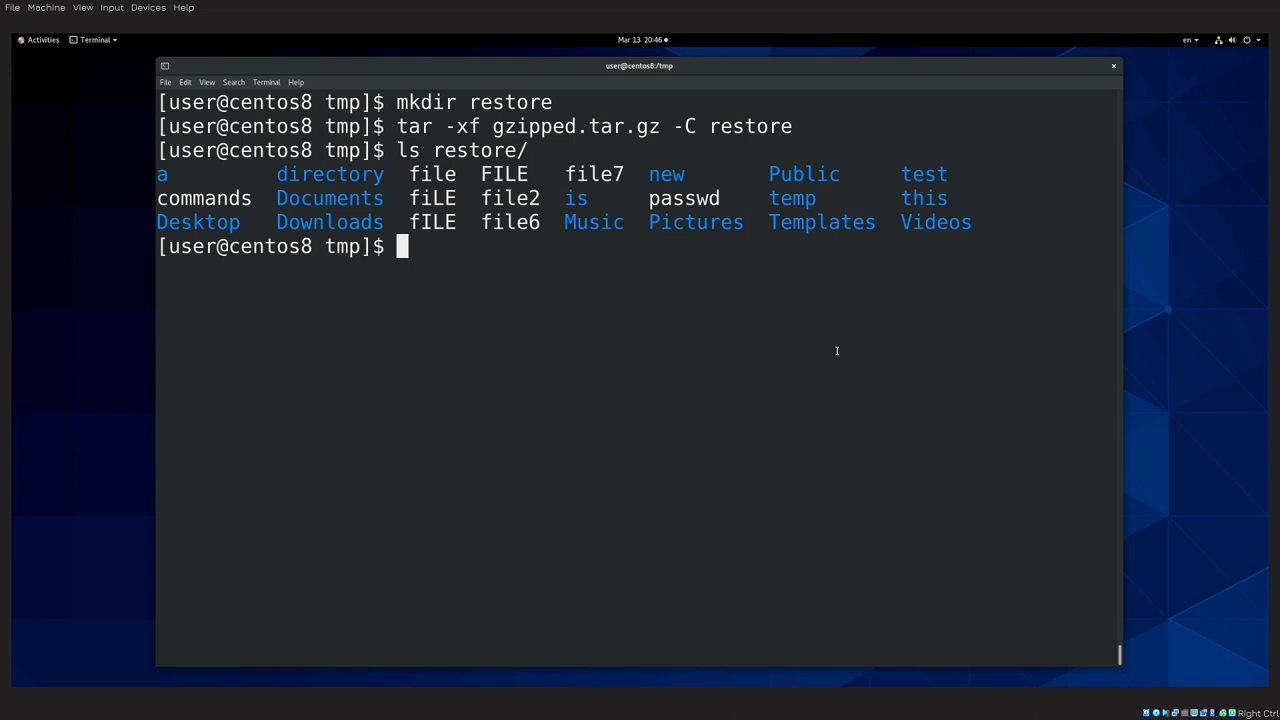 File Machine View Input Devices Help
Activities Terminal Mar 13 20:46 en
user@centos8:/tmp
File Edit View Search Terminal Help
[user@centos8 tmp]$ mkdir restore
[user@centos8 tmp]$ tar -xf gzipped.tar.gz -C restore
[user@centos8 tmp]$ ls restore/
a directory file FILE file7 new Public test
commands Documents fiLE file2 is passwd temp this
Desktop Downloads fILE file6 Music Pictures Templates Videos
[user@centos8 tmp]$
Right Ctrl